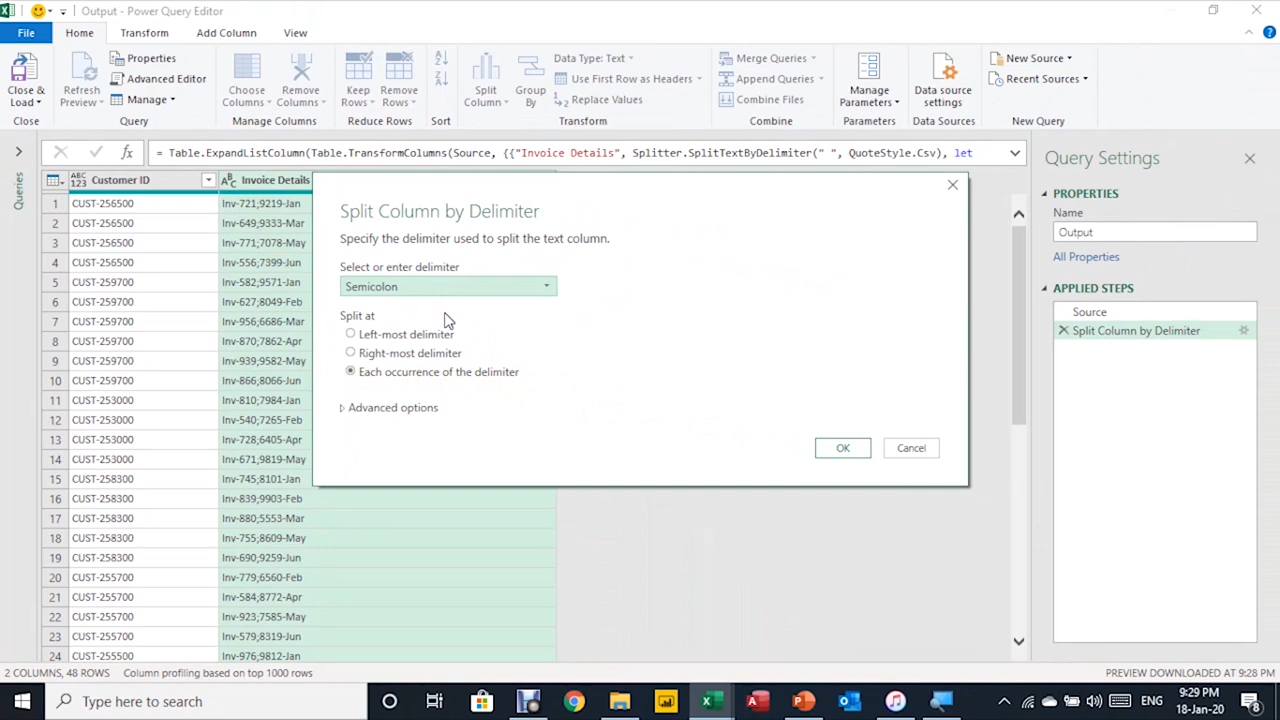 Output - Power Query Editor
File
Home
Transform
Add Column
View
Close &
Load
Close
Refresh
Preview
Properties
Advanced Editor
Manage
Query
Choose
Columns
Remove
Columns
Manage Columns
Keep
Rows
Remove
Rows
Reduce Rows
Sort
Split
Column
Group
By
Data Type: Text
Use First Row as Headers
Replace Values
Transform
Merge Queries
Append Queries
Combine Files
Combine
Manage
Parameters
Parameters
Data source
settings
Data Sources
New Source
Recent Sources
New Query
fx = Table.ExpandListColumn(Table.TransformColumns(Source, {{"Invoice Details", Splitter.SplitTextByDelimiter(" ", QuoteStyle.Csv), let
Queries
ABC 123 Customer ID
ABC Invoice Details
1 CUST-256500 Inv-721;9219-Jan
2 CUST-256500 Inv-649;9333-Mar
3 CUST-256500 Inv-771;7078-May
4 CUST-256500 Inv-556;7399-Jun
5 CUST-259700 Inv-582;9571-Jan
6 CUST-259700 Inv-627;8049-Feb
7 CUST-259700 Inv-956;6686-Mar
8 CUST-259700 Inv-870;7862-Apr
9 CUST-259700 Inv-939;9582-May
10 CUST-259700 Inv-866;8066-Jun
11 CUST-253000 Inv-810;7984-Jan
12 CUST-253000 Inv-540;7265-Feb
13 CUST-253000 Inv-728;6405-Apr
14 CUST-253000 Inv-671;9819-May
15 CUST-258300 Inv-745;8101-Jan
16 CUST-258300 Inv-839;9903-Feb
17 CUST-258300 Inv-880;5553-Mar
18 CUST-258300 Inv-755;8609-May
19 CUST-258300 Inv-690;9259-Jun
20 CUST-255700 Inv-779;6560-Feb
21 CUST-255700 Inv-584;8772-Apr
22 CUST-255700 Inv-923;7585-May
23 CUST-255700 Inv-579;8319-Jun
24 CUST-255500 Inv-976;9812-Jan
Split Column by Delimiter
Specify the delimiter used to split the text column.
Select or enter delimiter
Semicolon
Split at
Left-most delimiter
Right-most delimiter
Each occurrence of the delimiter
Advanced options
OK
Cancel
Query Settings
PROPERTIES
Name
Output
All Properties
APPLIED STEPS
Source
Split Column by Delimiter
2 COLUMNS, 48 ROWS Column profiling based on top 1000 rows
PREVIEW DOWNLOADED AT 9:28 PM
Type here to search
ENG
9:29 PM
18-Jan-20
8